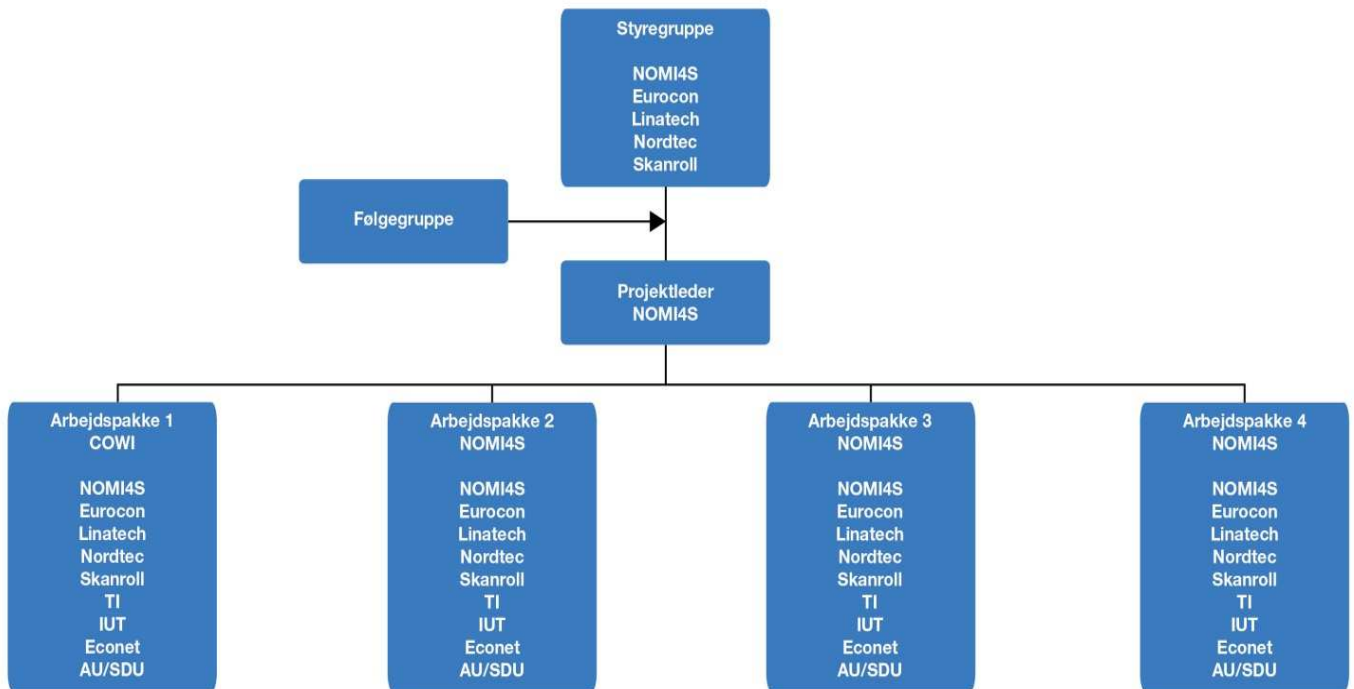 Styregruppe
NOMI4S
Eurocon
Linatech
Nordtec
Skanroll
Følgegruppe
Projektleder
NOMI4S
Arbejdspakke 1
COWI
NOMI4S
Eurocon
Linatech
Nordtec
Skanroll
TI
IUT
Econet
AU/SDU
Arbejdspakke 2
NOMI4S
NOMI4S
Eurocon
Linatech
Nordtec
Skanroll
TI
IUT
Econet
AU/SDU
Arbejdspakke 3
NOMI4S
NOMI4S
Eurocon
Linatech
Nordtec
Skanroll
TI
IUT
Econet
AU/SDU
Arbejdspakke 4
NOMI4S
NOMI4S
Eurocon
Linatech
Nordtec
Skanroll
TI
IUT
Econet
AU/SDU